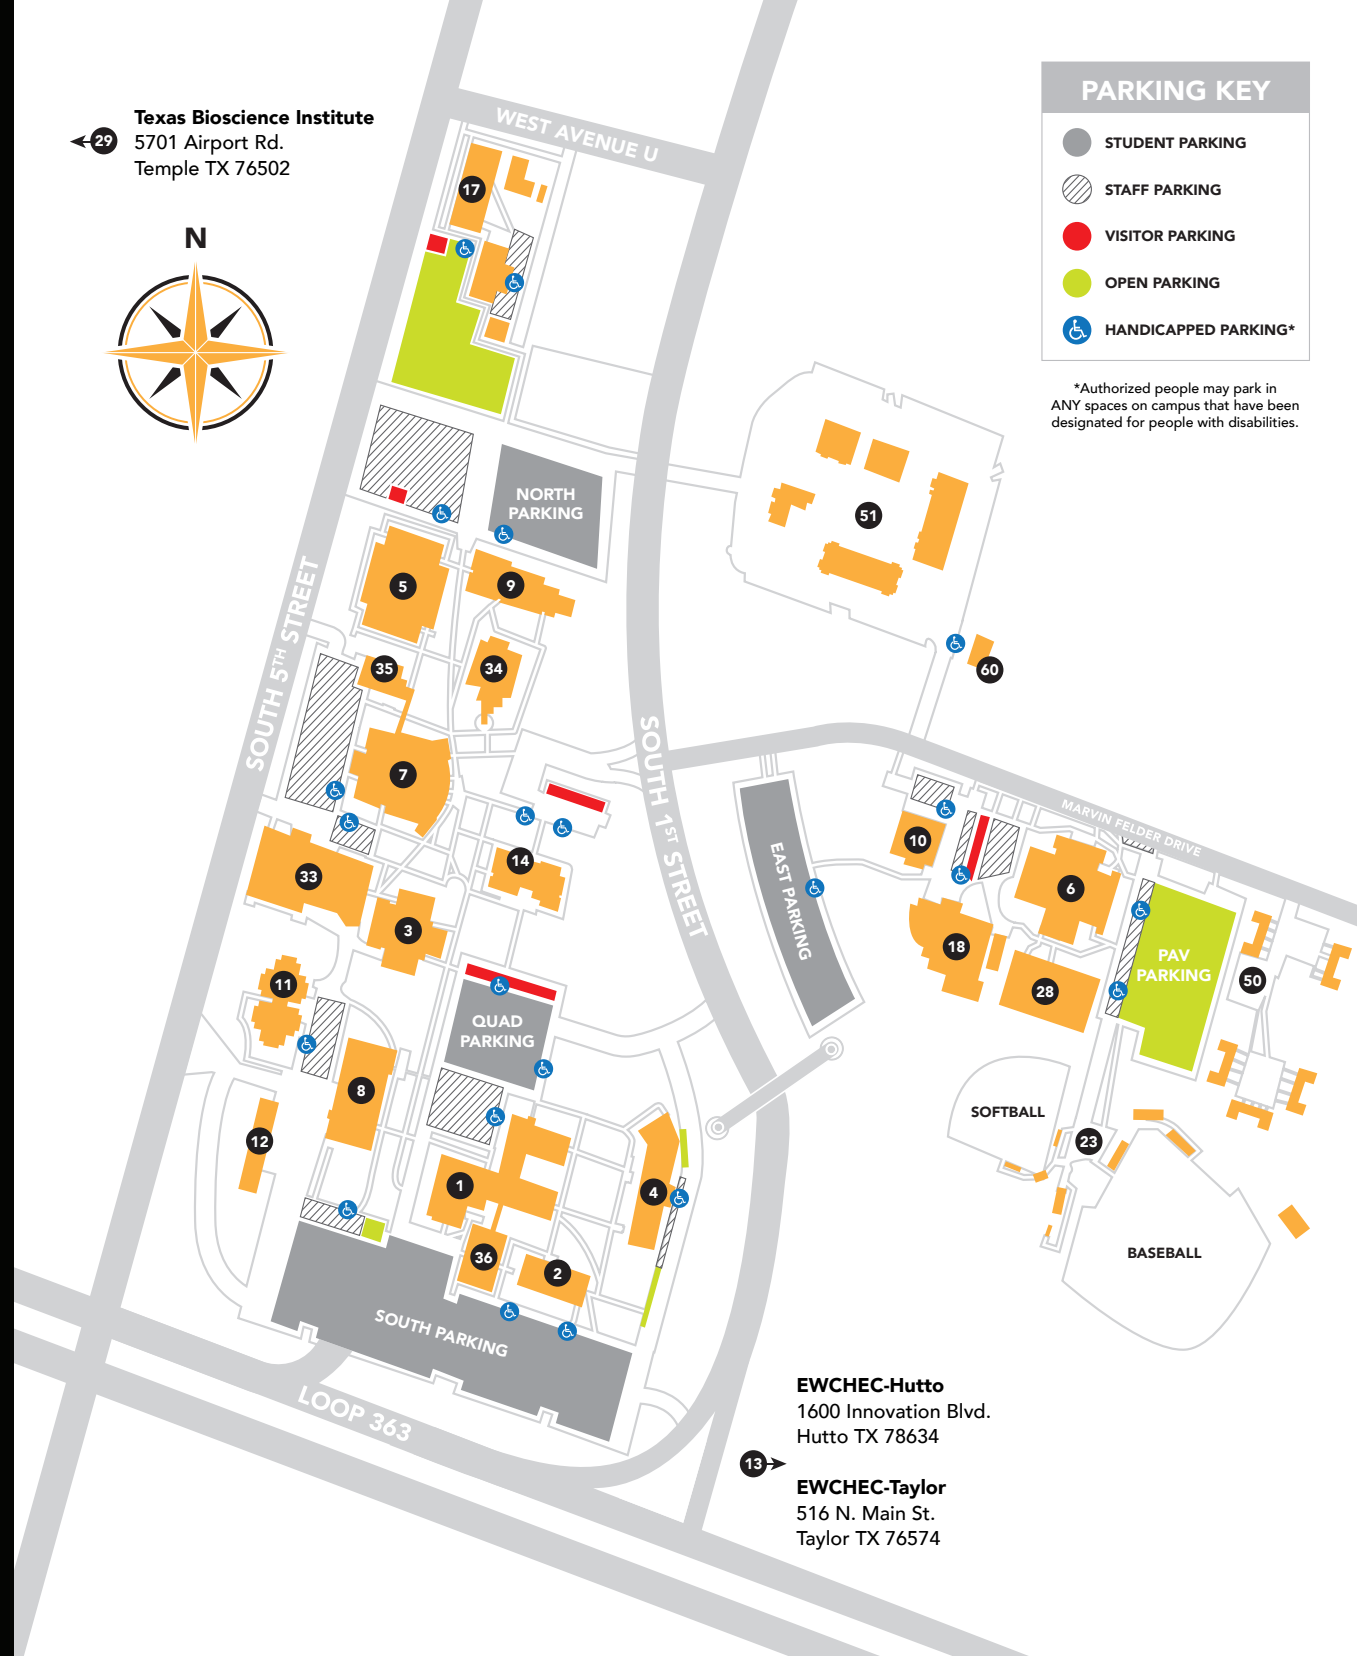 Texas Bioscience Institute
5701 Airport Rd.
Temple TX 76502
29
N
WEST AVENUE U
PARKING KEY
STUDENT PARKING
STAFF PARKING
VISITOR PARKING
OPEN PARKING
HANDICAPPED PARKING*
*Authorized people may park in
ANY spaces on campus that have been
designated for people with disabilities.
17
NORTH
PARKING
51
5
9
SOUTH 5TH STREET
35
34
60
7
SOUTH 1ST STREET
MARVIN FELDER DRIVE
10
14
33
EAST PARKING
6
3
18
PAV
PARKING
11
28
50
QUAD
PARKING
8
SOFTBALL
12
23
1
4
36
2
BASEBALL
SOUTH PARKING
LOOP 363
EWCHEC-Hutto
1600 Innovation Blvd.
Hutto TX 78634
13
EWCHEC-Taylor
516 N. Main St.
Taylor TX 76574